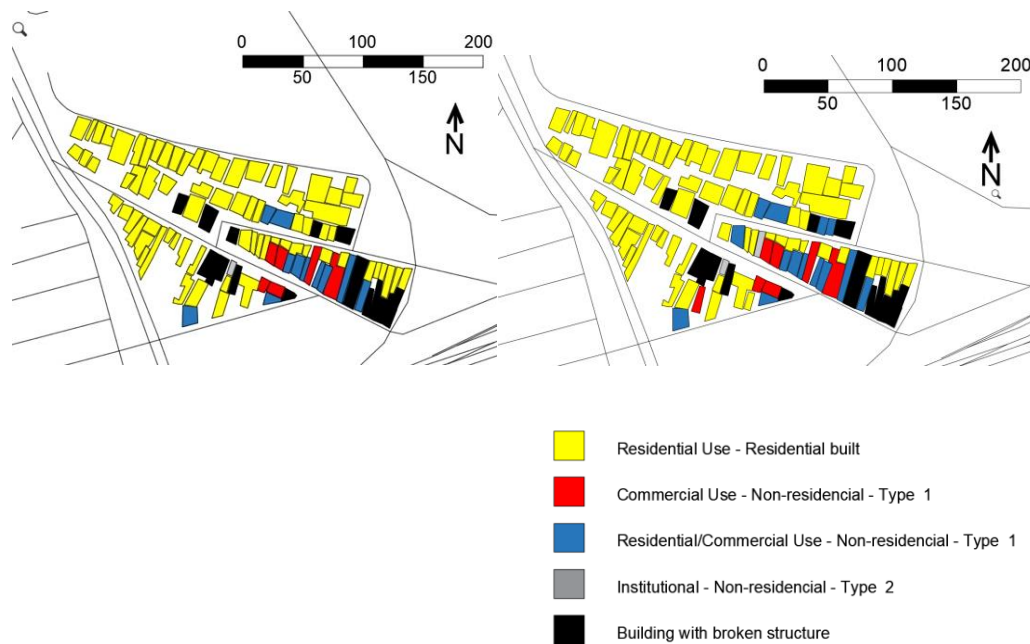 0 100 200
50 150
N
0 100 200
50 150
N
Residential Use - Residential built
Commercial Use - Non-residencial - Type 1
Residential/Commercial Use - Non-residencial - Type 1
Institutional - Non-residencial - Type 2
Building with broken structure